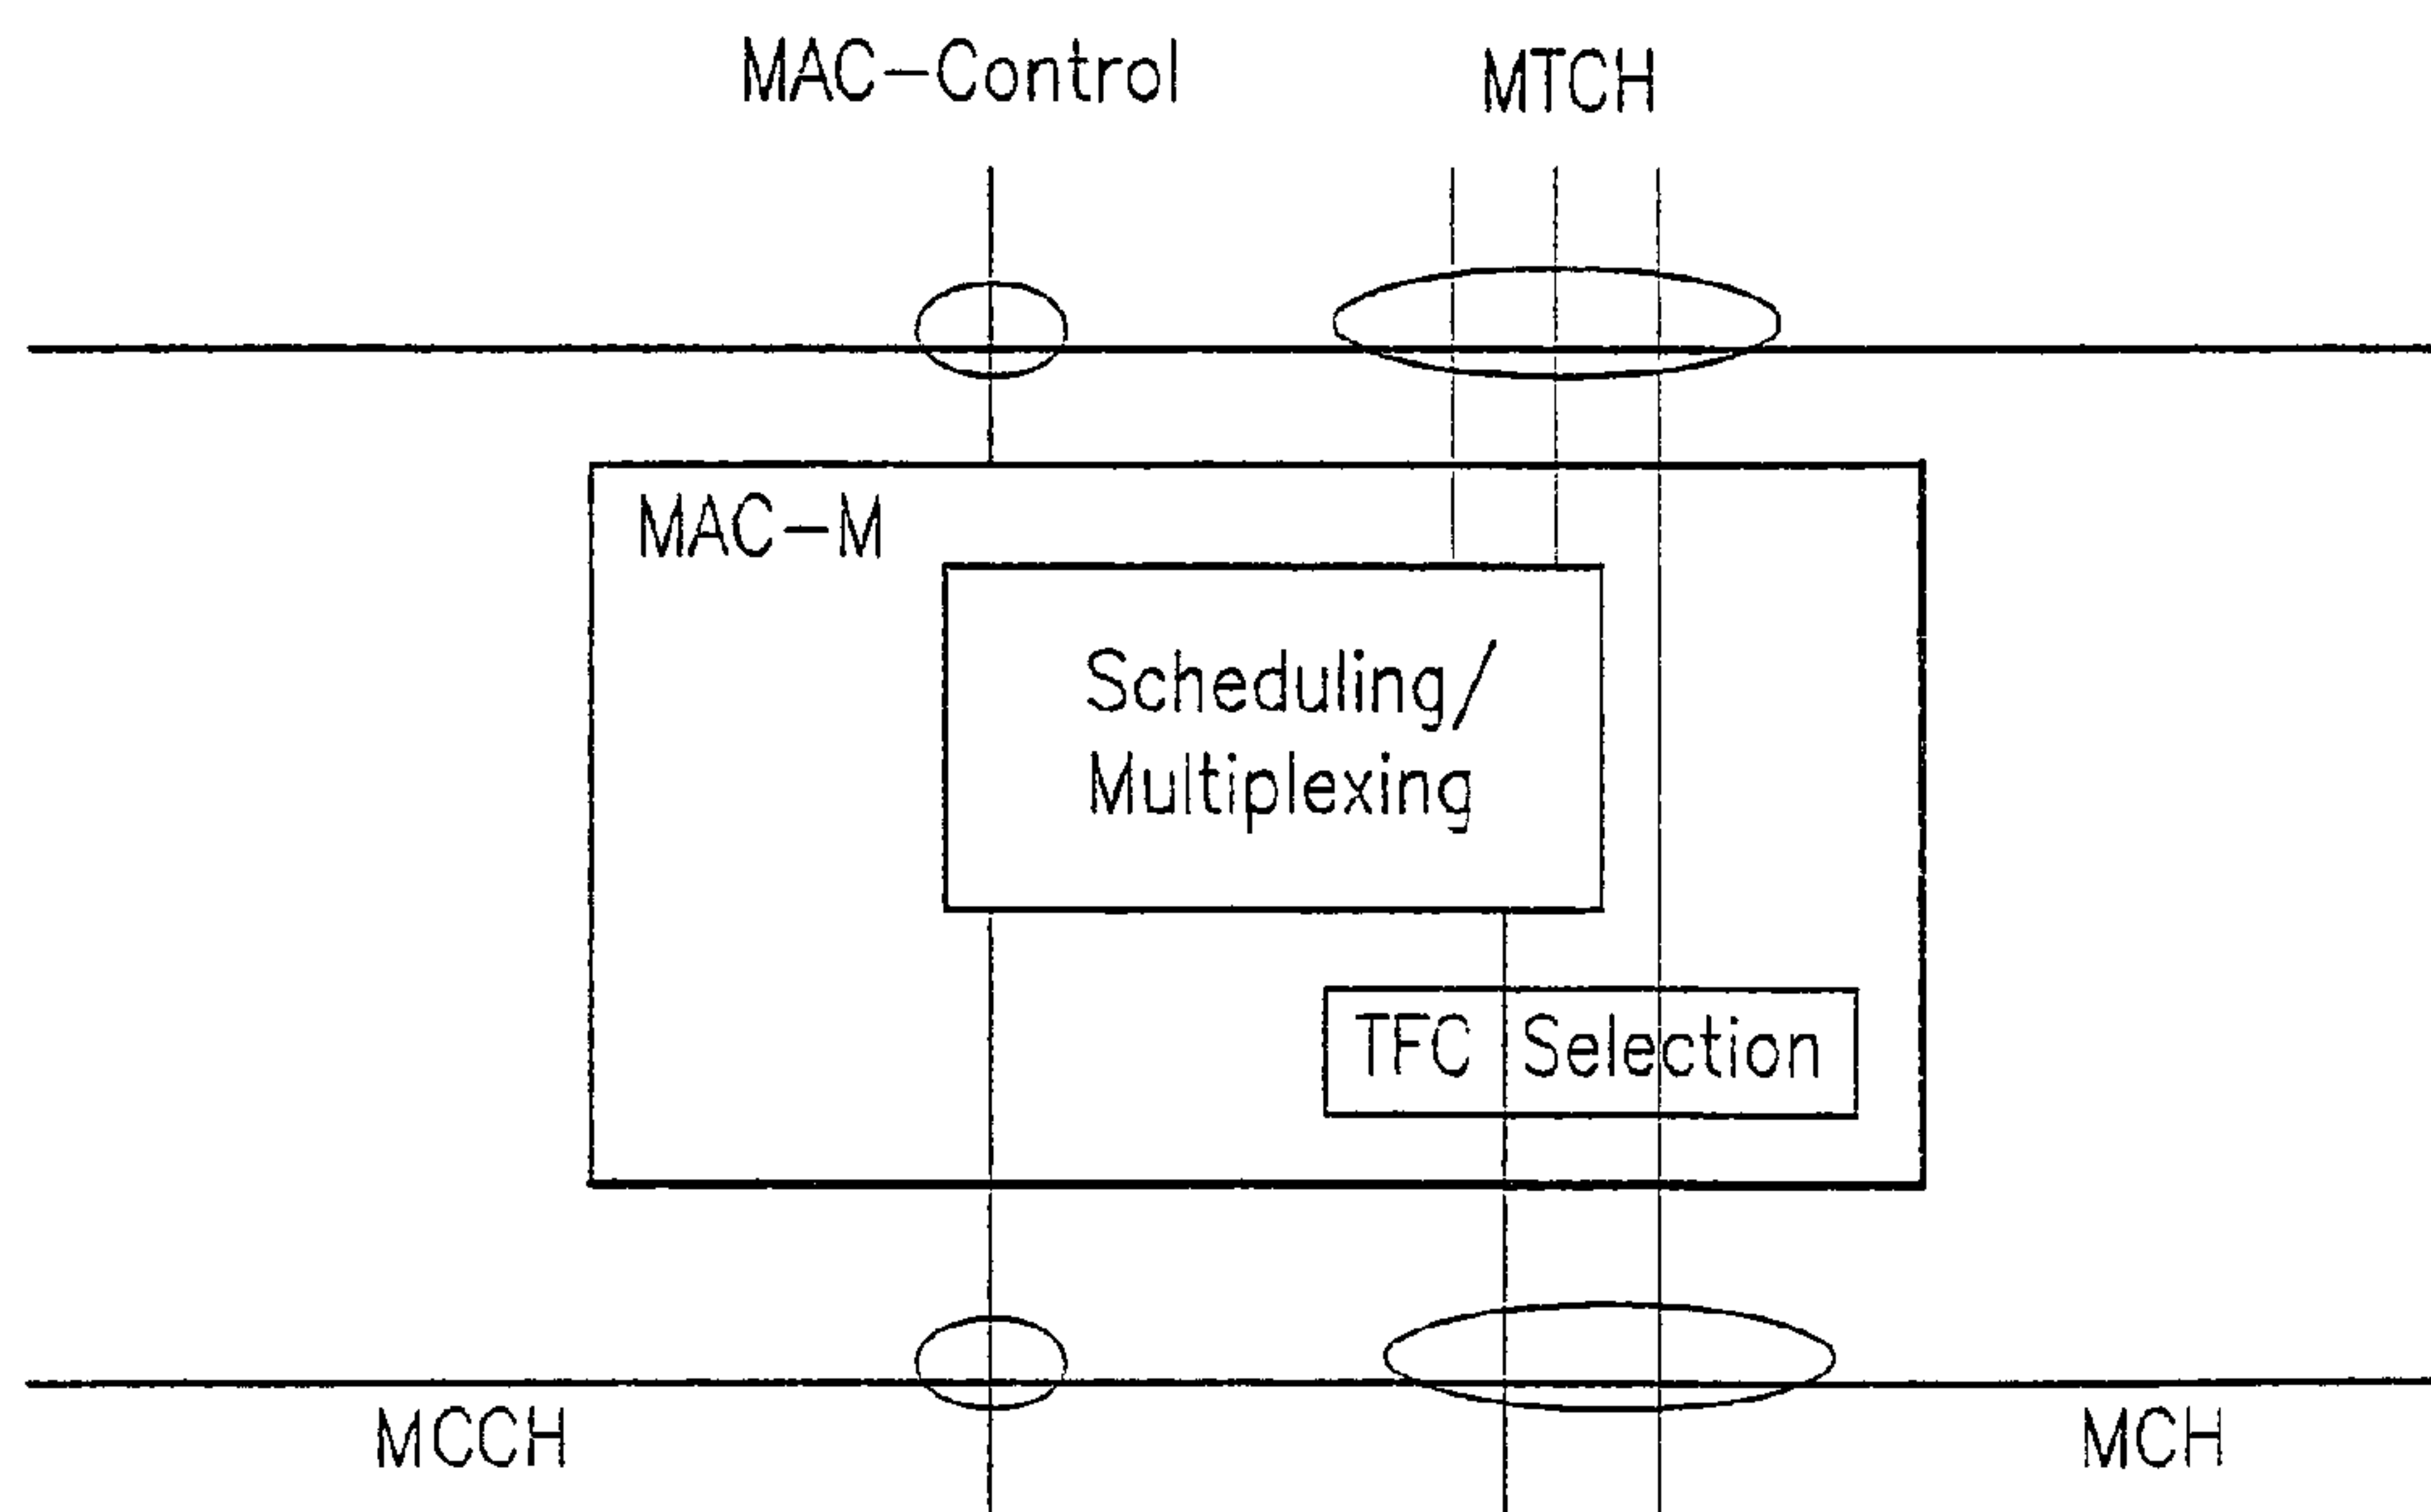 MAC-Control
MTCH
MAC-M
Scheduling/
Multiplexing
TFC Selection
MCCH
MCH